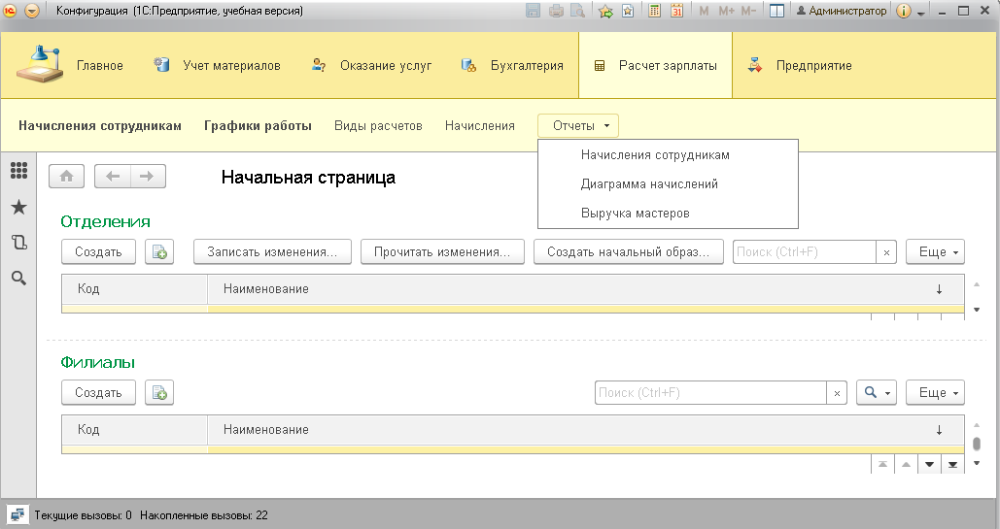 Конфигурация (1С:Предприятие, учебная версия) M M+ M- Администратор
Главное Учет материалов Оказание услуг Бухгалтерия Расчет зарплаты Предприятие
Начисления сотрудникам Графики работы Виды расчетов Начисления Отчеты
Начисления сотрудникам
Диаграмма начислений
Выручка мастеров
Начальная страница
Отделения
Создать Записать изменения... Прочитать изменения... Создать начальный образ... Поиск (Ctrl+F) × Еще
Код Наименование ↓
Филиалы
Создать Поиск (Ctrl+F) × Еще
Код Наименование ↓
Текущие вызовы: 0 Накопленные вызовы: 22